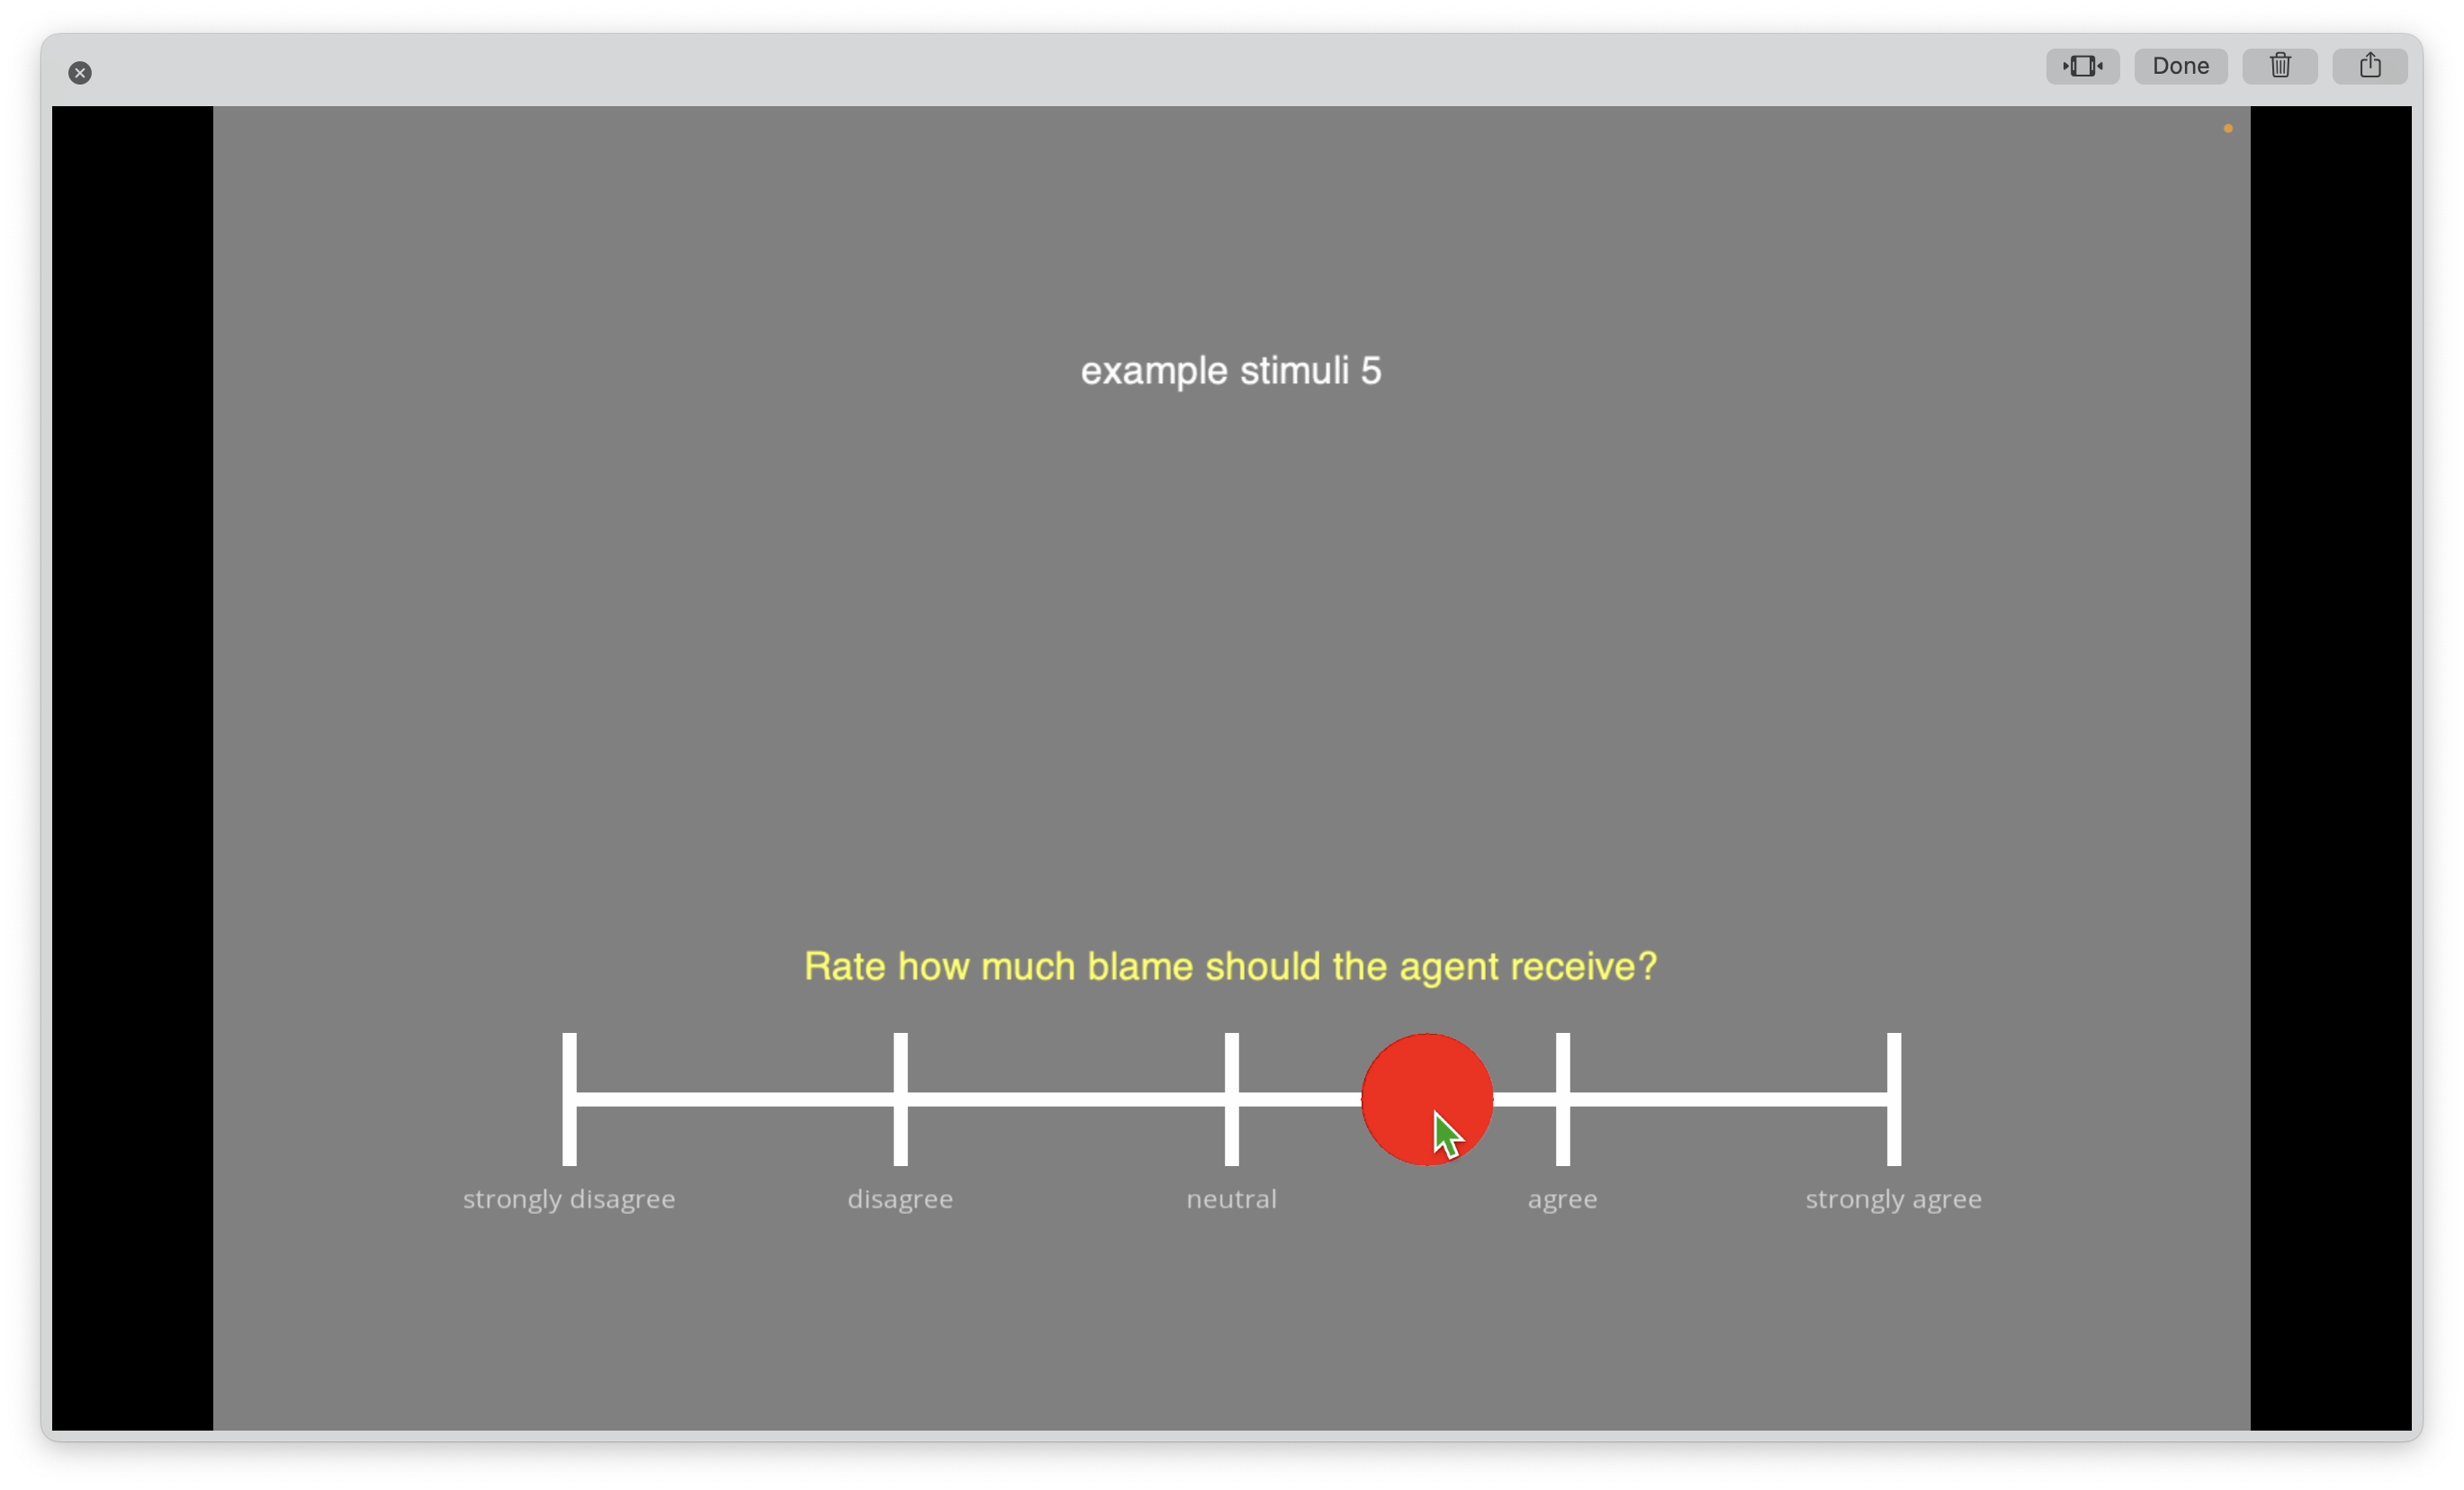 Done
example stimuli 5
Rate how much blame should the agent receive?
strongly disagree disagree neutral agree strongly agree